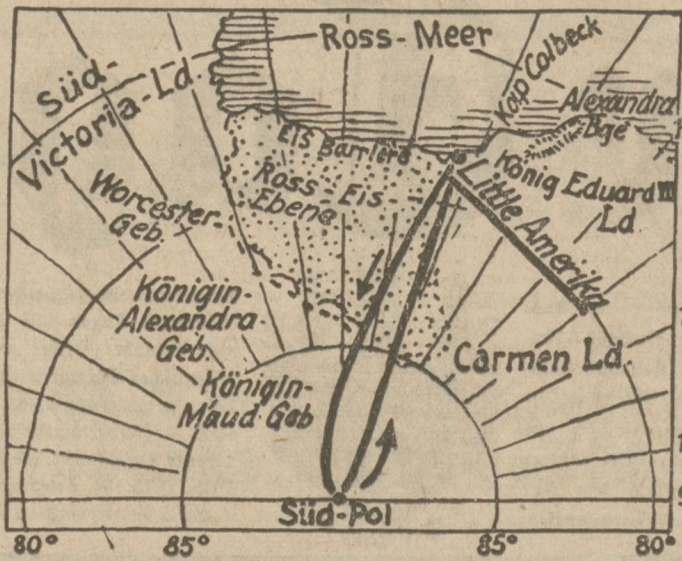 Ross-Meer
Süd-
Victoria-Ld.
Kap Colbeck
Alexandra
Bge
Eis Barriere
Ross-Eis
Ebene
König Eduard VII
Ld
Little Amerika
Worcester-
Geb.
Königin-
Alexandra-
Geb.
Königin-
Maud Geb
Carmen Ld.
Süd-Pol
80° 85° 85° 80°